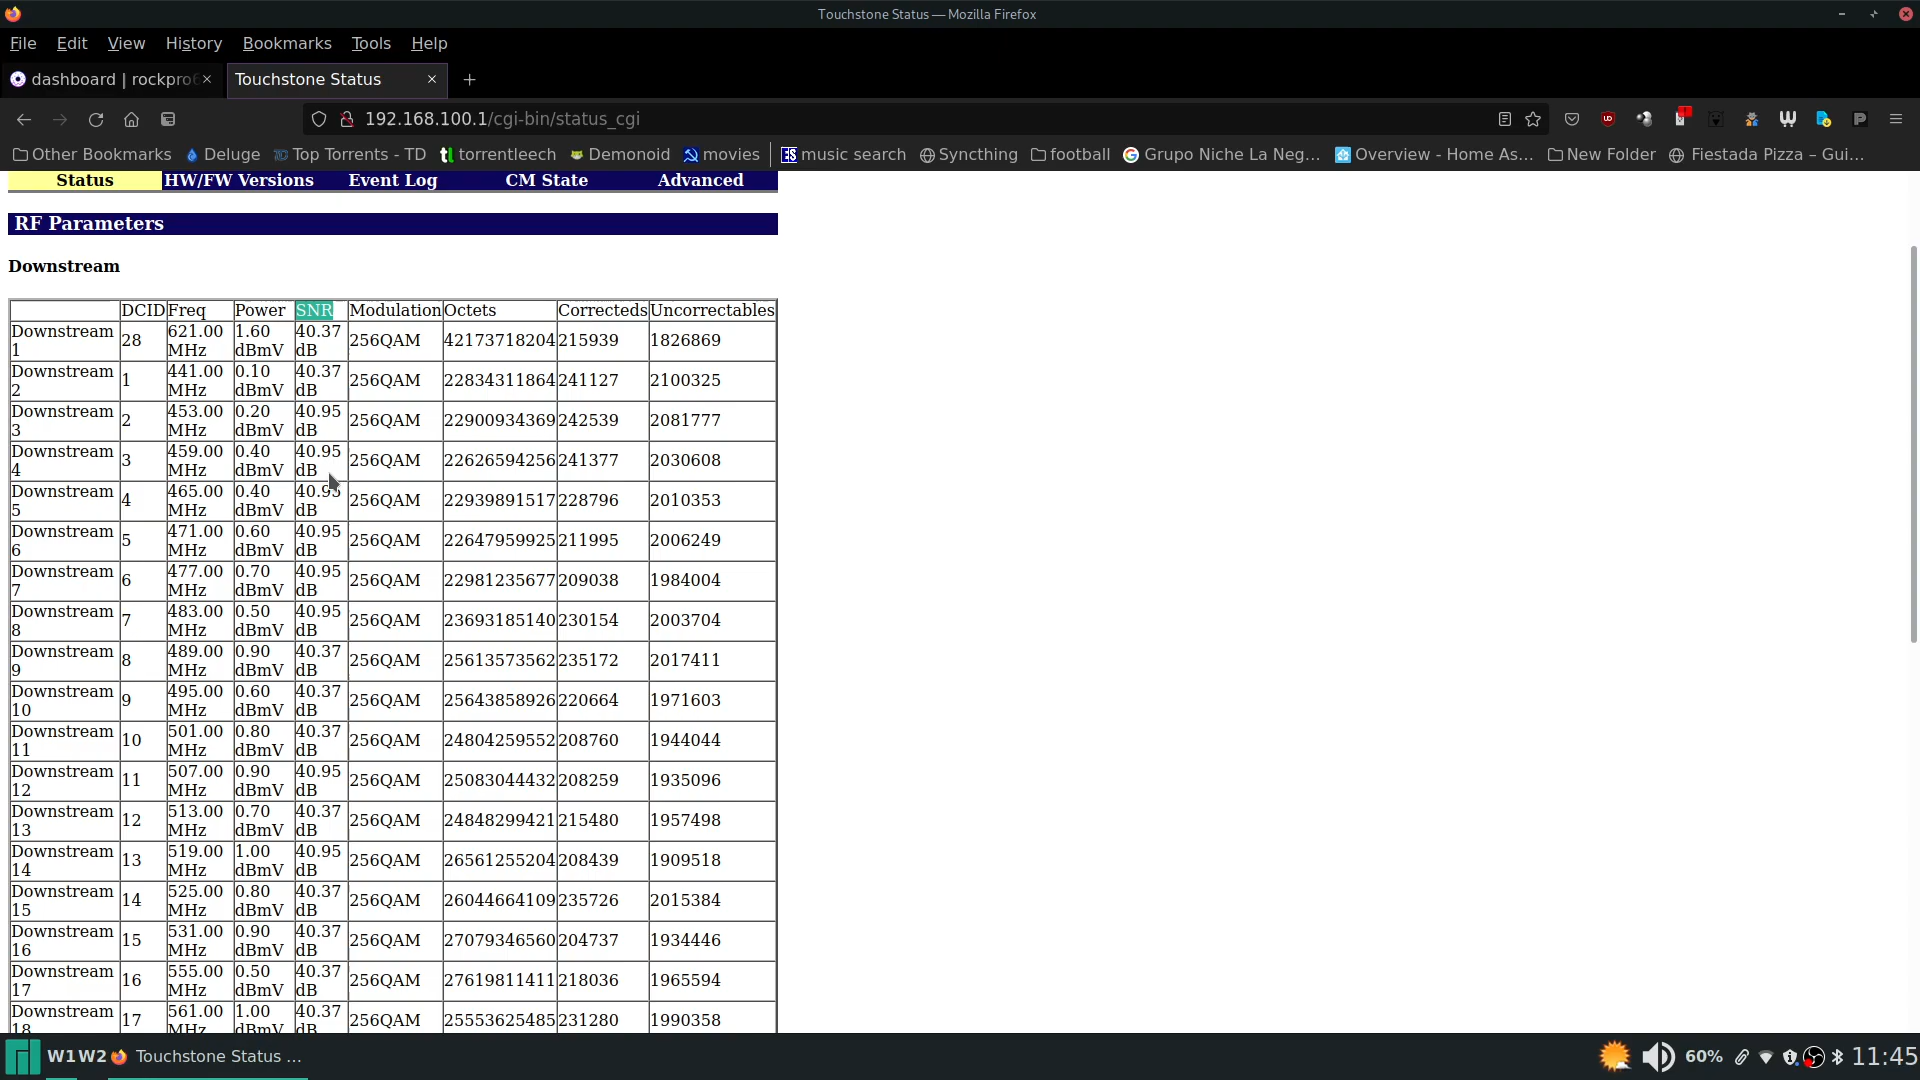 Touchstone Status — Mozilla Firefox
File Edit View History Bookmarks Tools Help
dashboard | rockpro Touchstone Status
192.168.100.1/cgi-bin/status_cgi
Other Bookmarks Deluge Top Torrents - TD torrentleech Demonoid movies music search Syncthing football Grupo Niche La Neg… Overview - Home As… New Folder Fiestada Pizza – Gui…
Status HW/FW Versions Event Log CM State Advanced
RF Parameters
Downstream
DCID Freq Power SNR Modulation Octets Correcteds Uncorrectables
Downstream 1 28 621.00 MHz 1.60 dBmV 40.37 dB 256QAM 42173718204 215939 1826869
Downstream 2 1 441.00 MHz 0.10 dBmV 40.37 dB 256QAM 22834311864 241127 2100325
Downstream 3 2 453.00 MHz 0.20 dBmV 40.95 dB 256QAM 22900934369 242539 2081777
Downstream 4 3 459.00 MHz 0.40 dBmV 40.95 dB 256QAM 22626594256 241377 2030608
Downstream 5 4 465.00 MHz 0.40 dBmV 40.95 dB 256QAM 22939891517 228796 2010353
Downstream 6 5 471.00 MHz 0.60 dBmV 40.95 dB 256QAM 22647959925 211995 2006249
Downstream 7 6 477.00 MHz 0.70 dBmV 40.95 dB 256QAM 22981235677 209038 1984004
Downstream 8 7 483.00 MHz 0.50 dBmV 40.95 dB 256QAM 23693185140 230154 2003704
Downstream 9 8 489.00 MHz 0.90 dBmV 40.37 dB 256QAM 25613573562 235172 2017411
Downstream 10 9 495.00 MHz 0.60 dBmV 40.37 dB 256QAM 25643858926 220664 1971603
Downstream 11 10 501.00 MHz 0.80 dBmV 40.37 dB 256QAM 24804259552 208760 1944044
Downstream 12 11 507.00 MHz 0.90 dBmV 40.95 dB 256QAM 25083044432 208259 1935096
Downstream 13 12 513.00 MHz 0.70 dBmV 40.37 dB 256QAM 24848299421 215480 1957498
Downstream 14 13 519.00 MHz 1.00 dBmV 40.95 dB 256QAM 26561255204 208439 1909518
Downstream 15 14 525.00 MHz 0.80 dBmV 40.37 dB 256QAM 26044664109 235726 2015384
Downstream 16 15 531.00 MHz 0.90 dBmV 40.37 dB 256QAM 27079346560 204737 1934446
Downstream 17 16 555.00 MHz 0.50 dBmV 40.37 dB 256QAM 27619811411 218036 1965594
Downstream 18 17 561.00 MHz 1.00 dBmV 40.37 dB 256QAM 25553625485 231280 1990358
W1 W2 Touchstone Status ... 60% 11:45